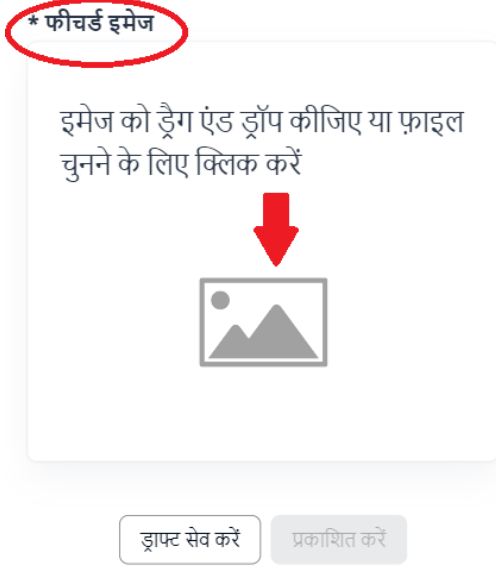 * फीचर्ड इमेज
इमेज को ड्रैग एंड ड्रॉप कीजिए या फ़ाइल
चुनने के लिए क्लिक करें
ड्राफ्ट सेव करें
प्रकाशित करें